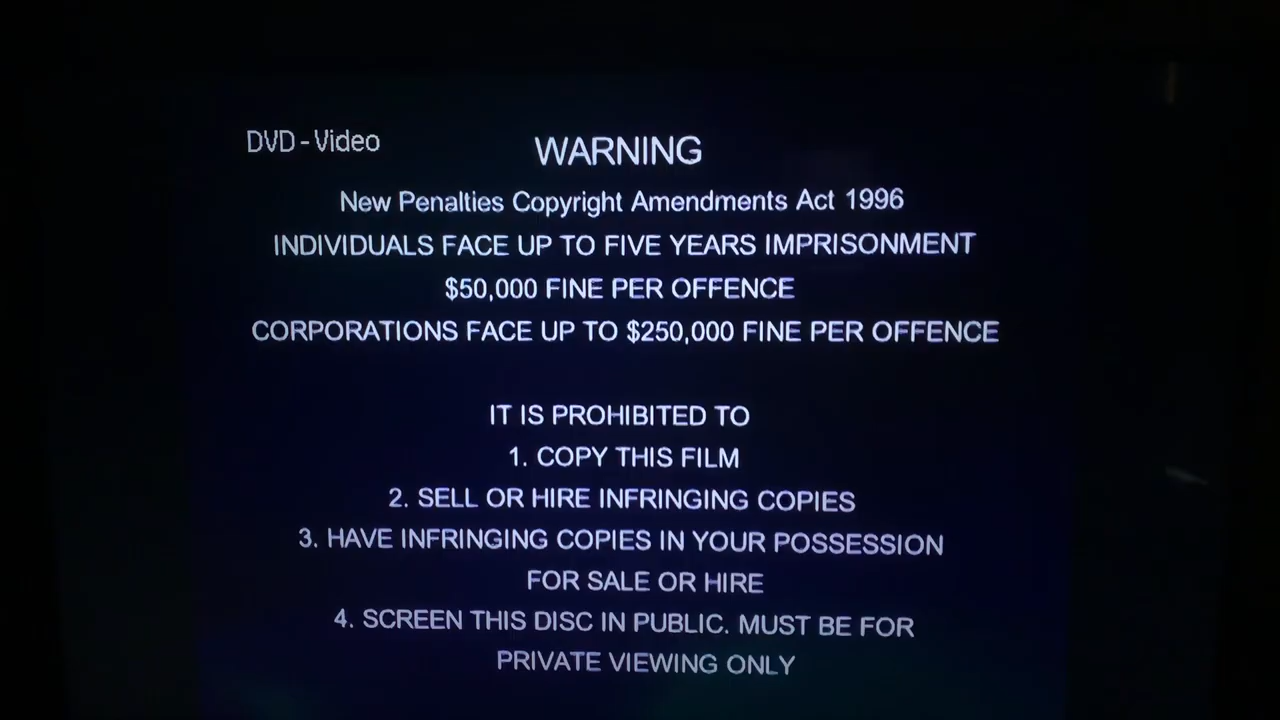 DVD-Video
WARNING
New Penalties Copyright Amendments Act 1996
INDIVIDUALS FACE UP TO FIVE YEARS IMPRISONMENT
$50,000 FINE PER OFFENCE
CORPORATIONS FACE UP TO $250,000 FINE PER OFFENCE
IT IS PROHIBITED TO
1. COPY THIS FILM
2. SELL OR HIRE INFRINGING COPIES
3. HAVE INFRINGING COPIES IN YOUR POSSESSION
FOR SALE OR HIRE
4. SCREEN THIS DISC IN PUBLIC. MUST BE FOR
PRIVATE VIEWING ONLY